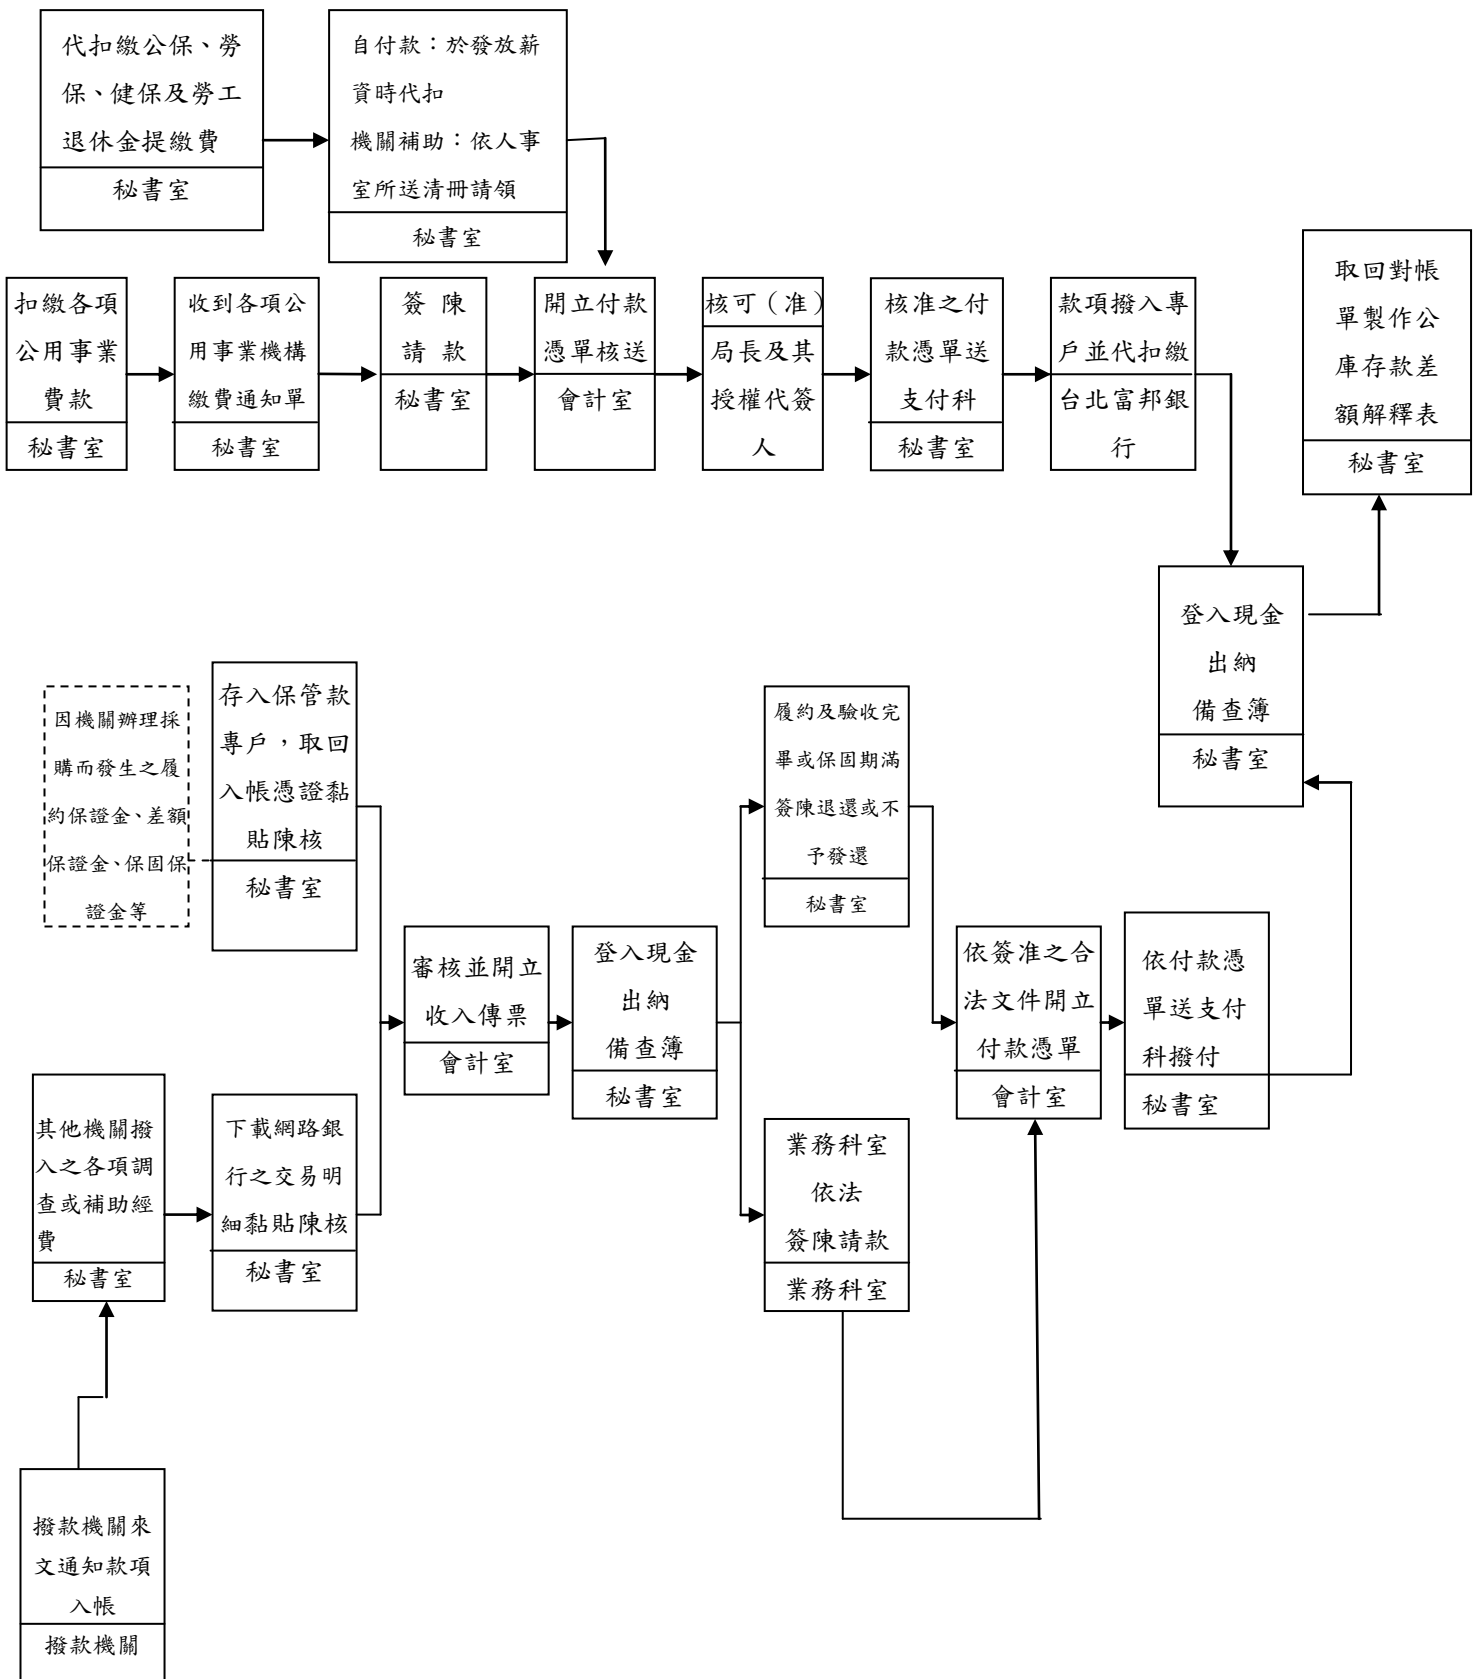 代扣繳公保、勞
保、健保及勞工
退休金提繳費
秘書室
自付款：於發放薪
資時代扣
機關補助：依人事
室所送清冊請領
秘書室
扣繳各項
公用事業
費款
秘書室
收到各項公
用事業機構
繳費通知單
秘書室
簽 陳
請 款
秘書室
開立付款
憑單核送
會計室
核可（准）
局長及其
授權代簽
人
核准之付
款憑單送
支付科
秘書室
款項撥入專
戶並代扣繳
台北富邦銀
行
取回對帳
單製作公
庫存款差
額解釋表
秘書室
登入現金
出納
備查簿
秘書室
因機關辦理採
購而發生之履
約保證金、差額
保證金、保固保
證金等
存入保管款
專戶，取回
入帳憑證黏
貼陳核
秘書室
審核並開立
收入傳票
會計室
登入現金
出納
備查簿
秘書室
履約及驗收完
畢或保固期滿
簽陳退還或不
予發還
秘書室
依簽准之合
法文件開立
付款憑單
會計室
依付款憑
單送支付
科撥付
秘書室
其他機關撥
入之各項調
查或補助經
費
秘書室
下載網路銀
行之交易明
細黏貼陳核
秘書室
業務科室
依法
簽陳請款
業務科室
撥款機關來
文通知款項
入帳
撥款機關